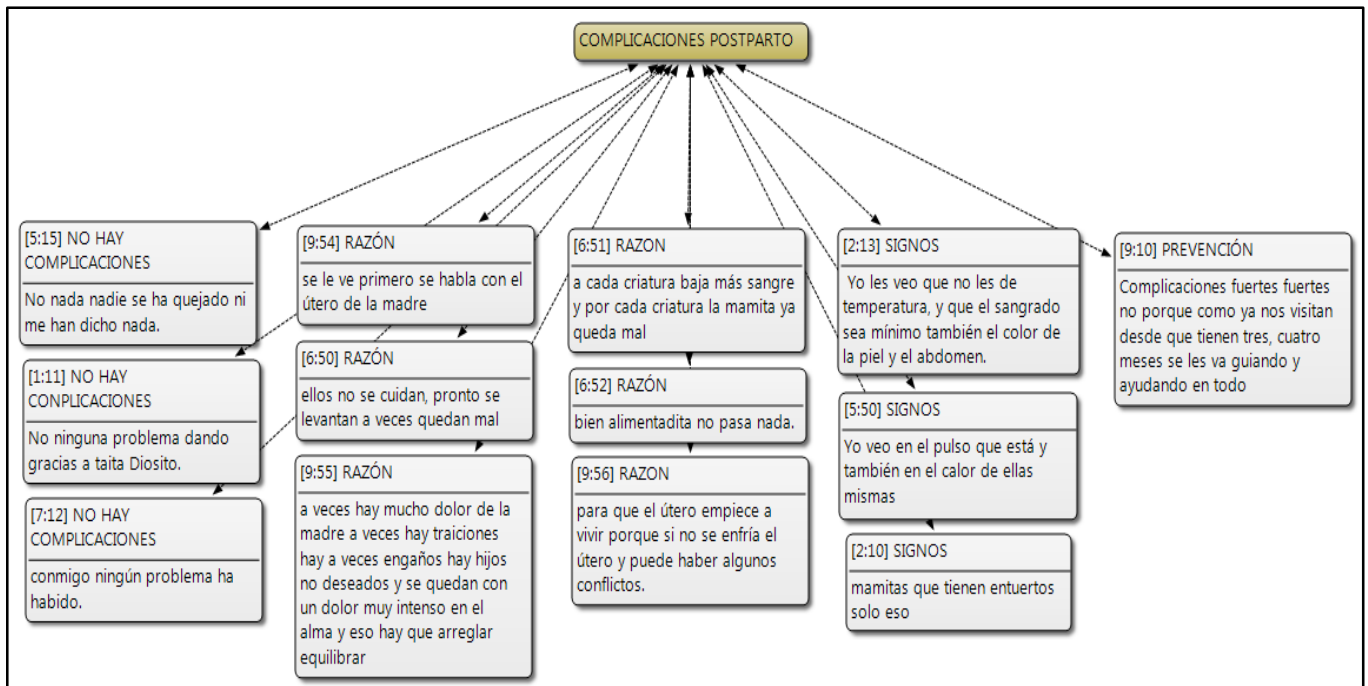 COMPLICACIONES POSTPARTO
[5:15] NO HAY
COMPLICACIONES
No nada nadie se ha quejado ni
me han dicho nada.
[1:11] NO HAY
CONPLICACIONES
No ninguna problema dando
gracias a taita Diosito.
[7:12] NO HAY
COMPLICACIONES
conmigo ningún problema ha
habido.
[9:54] RAZÓN
se le ve primero se habla con el
útero de la madre
[6:50] RAZÓN
ellos no se cuidan, pronto se
levantan a veces quedan mal
[9:55] RAZÓN
a veces hay mucho dolor de la
madre a veces hay traiciones
hay a veces engaños hay hijos
no deseados y se quedan con
un dolor muy intenso en el
alma y eso hay que arreglar
equilibrar
[6:51] RAZON
a cada criatura baja más sangre
y por cada criatura la mamita ya
queda mal
[6:52] RAZÓN
bien alimentadita no pasa nada.
[9:56] RAZON
para que el útero empiece a
vivir porque si no se enfría el
útero y puede haber algunos
conflictos.
[2:13] SIGNOS
Yo les veo que no les de
temperatura, y que el sangrado
sea mínimo también el color de
la piel y el abdomen.
[5:50] SIGNOS
Yo veo en el pulso que está y
también en el calor de ellas
mismas
[2:10] SIGNOS
mamitas que tienen entuertos
solo eso
[9:10] PREVENCIÓN
Complicaciones fuertes fuertes
no porque como ya nos visitan
desde que tienen tres, cuatro
meses se les va guiando y
ayudando en todo